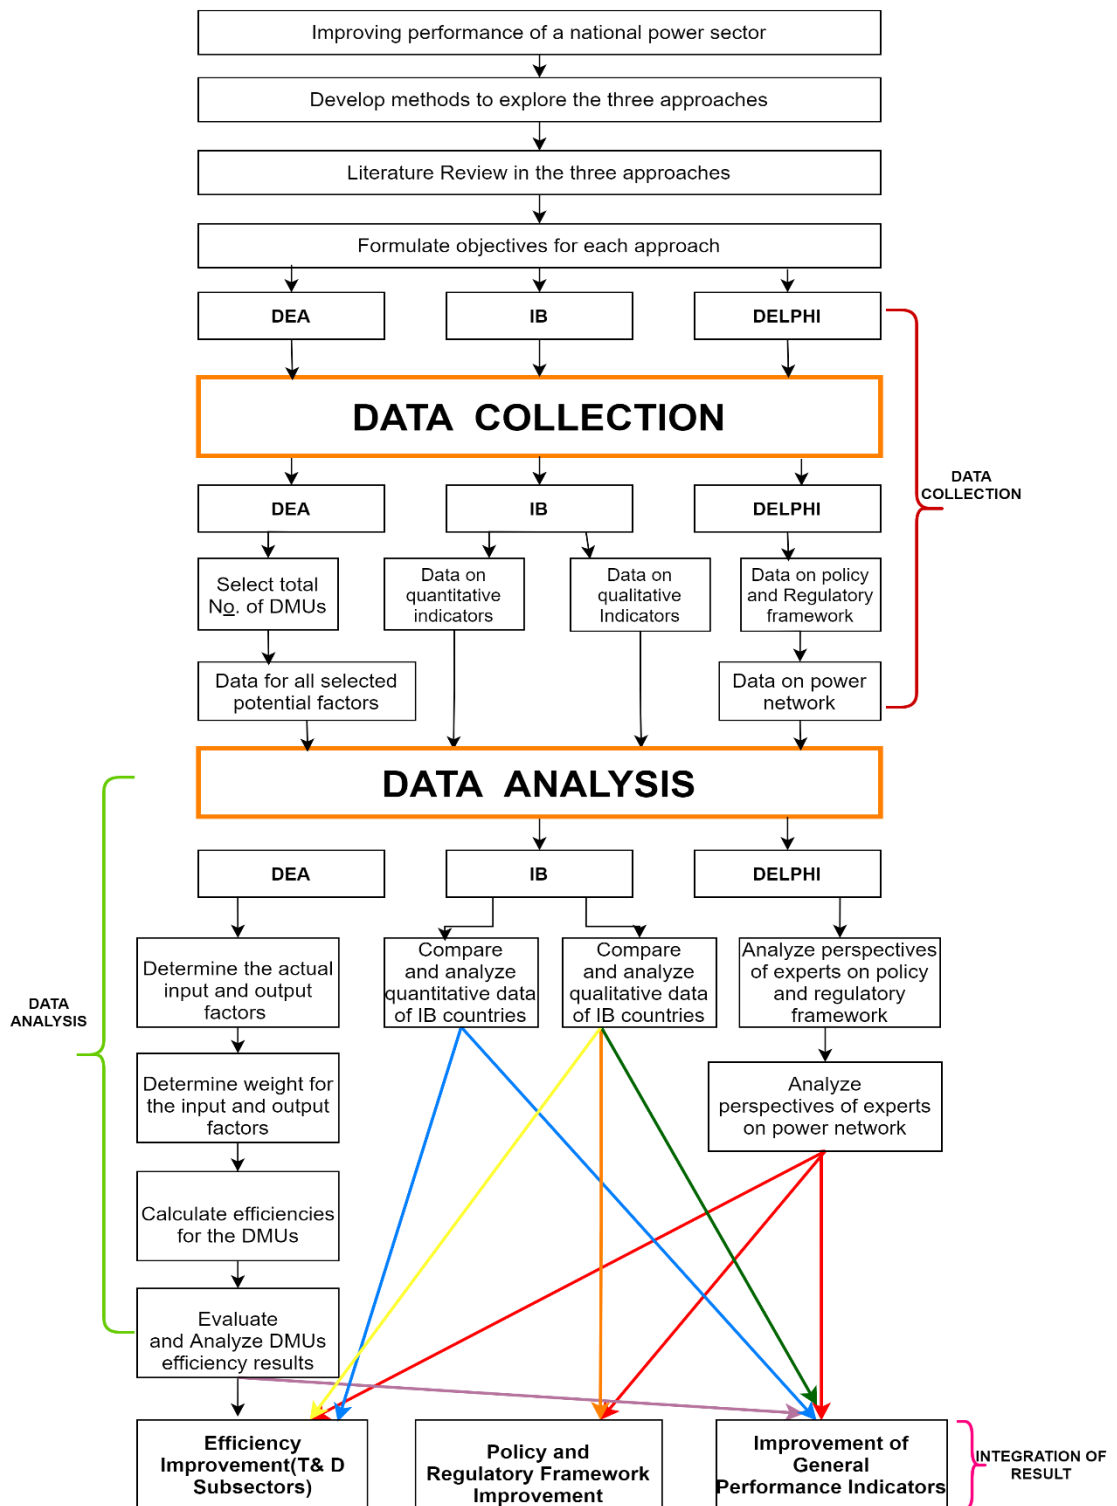 Improving performance of a national power sector
Develop methods to explore the three approaches
Literature Review in the three approaches
Formulate objectives for each approach
DEA
IB
DELPHI
DATA COLLECTION
DATA
COLLECTION
DEA
IB
DELPHI
Select total
No. of DMUs
Data on
quantitative
indicators
Data on
qualitative
Indicators
Data on policy
and Regulatory
framework
Data for all selected
potential factors
Data on power
network
DATA ANALYSIS
DEA
IB
DELPHI
DATA
ANALYSIS
Determine the actual
input and output
factors
Compare
and analyze
quantitative data
of IB countries
Compare
and analyze
qualitative data
of IB countries
Analyze perspectives
of experts on policy
and regulatory
framework
Determine weight for
the input and output
factors
Analyze
perspectives of experts
on power network
Calculate efficiencies
for the DMUs
Evaluate
and Analyze DMUs
efficiency results
Efficiency
Improvement(T& D
Subsectors)
Policy and
Regulatory Framework
Improvement
Improvement of
General
Performance Indicators
INTEGRATION OF
RESULT